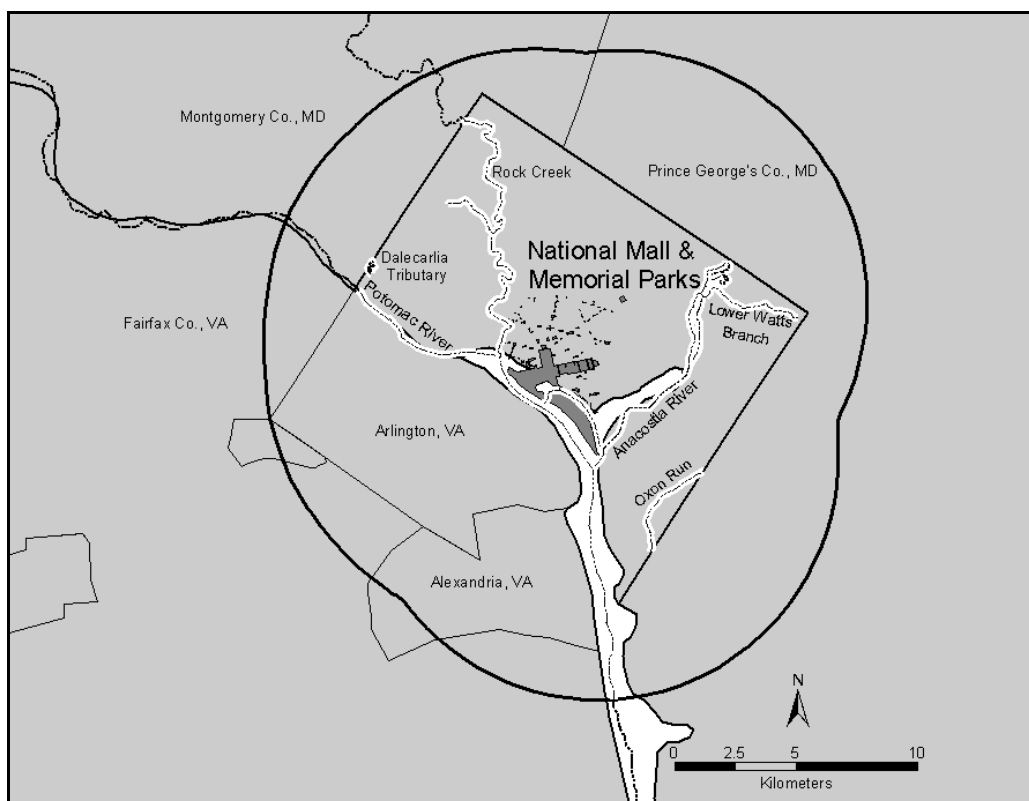 Montgomery Co., MD
Prince George's Co., MD
Rock Creek
National Mall &
Memorial Parks
Dalecarlia
Tributary
Potomac River
Lower Watts
Branch
Fairfax Co., VA
Arlington, VA
Anacostia River
Oxon Run
Alexandria, VA
N
0 2.5 5 10
Kilometers